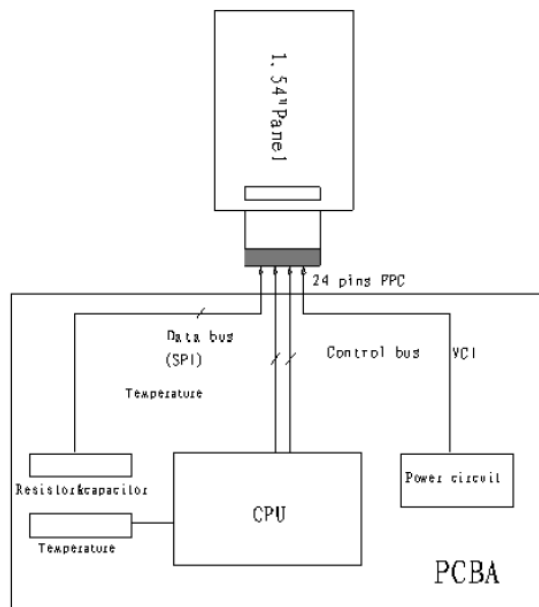 1.54"Panel
24 pins FPC
Data bus
(SPI)
Control bus
VCI
Temperature
Resistor&capacitor
Power circuit
CPU
Temperature
PCBA